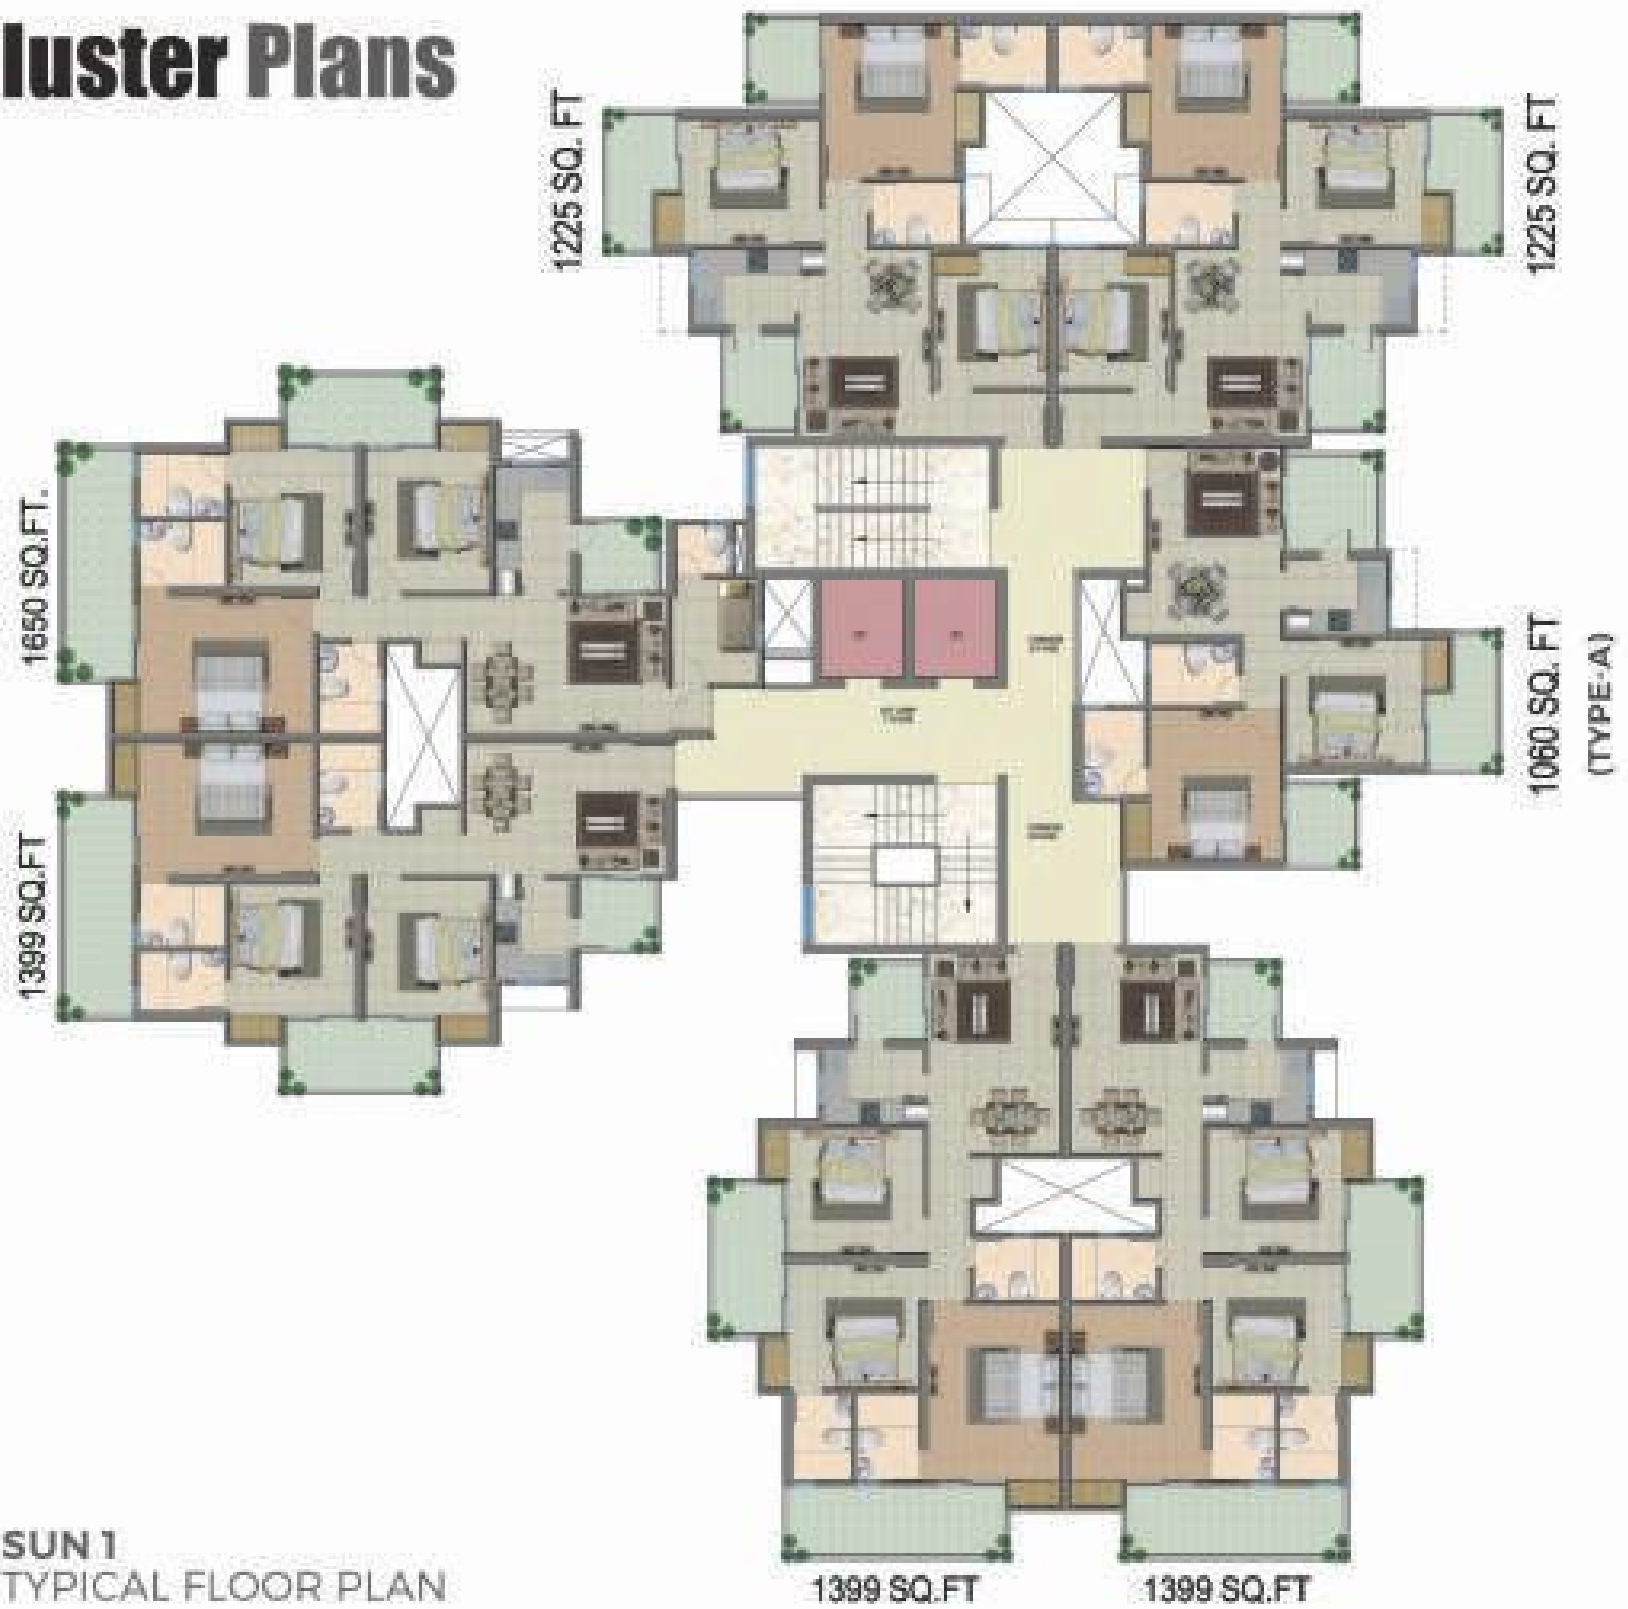 luster Plans
1225 SQ. FT
1225 SQ. FT
1650 SQ.FT.
1060 SQ. FT
(TYPE-A)
1399 SQ.FT
SUN 1
TYPICAL FLOOR PLAN
1399 SQ.FT
1399 SQ.FT